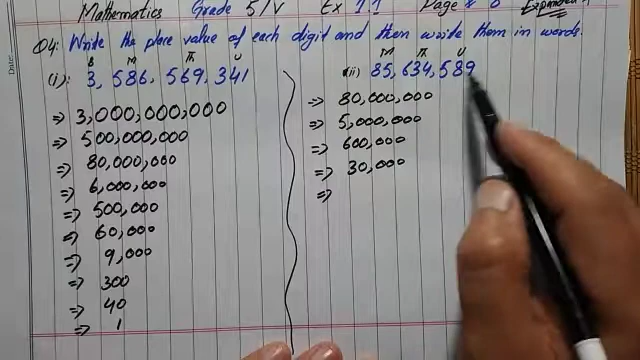 Mathematics Grade 5/V Ex 1.1 Page # 8
Q4: Write the place value of each digit and then write them in words.
B M Th U
(i): 3, 586, 569, 341
=> 3,000,000,000
=> 500,000,000
=> 80,000,000
=> 6,000,000
=> 500,000
=> 60,000
=> 9,000
=> 300
=> 40
=> 1
M Th U
(ii) 85, 634, 589
=> 80,000,000
=> 5,000,000
=> 600,000
=> 30,000
=>
Date: